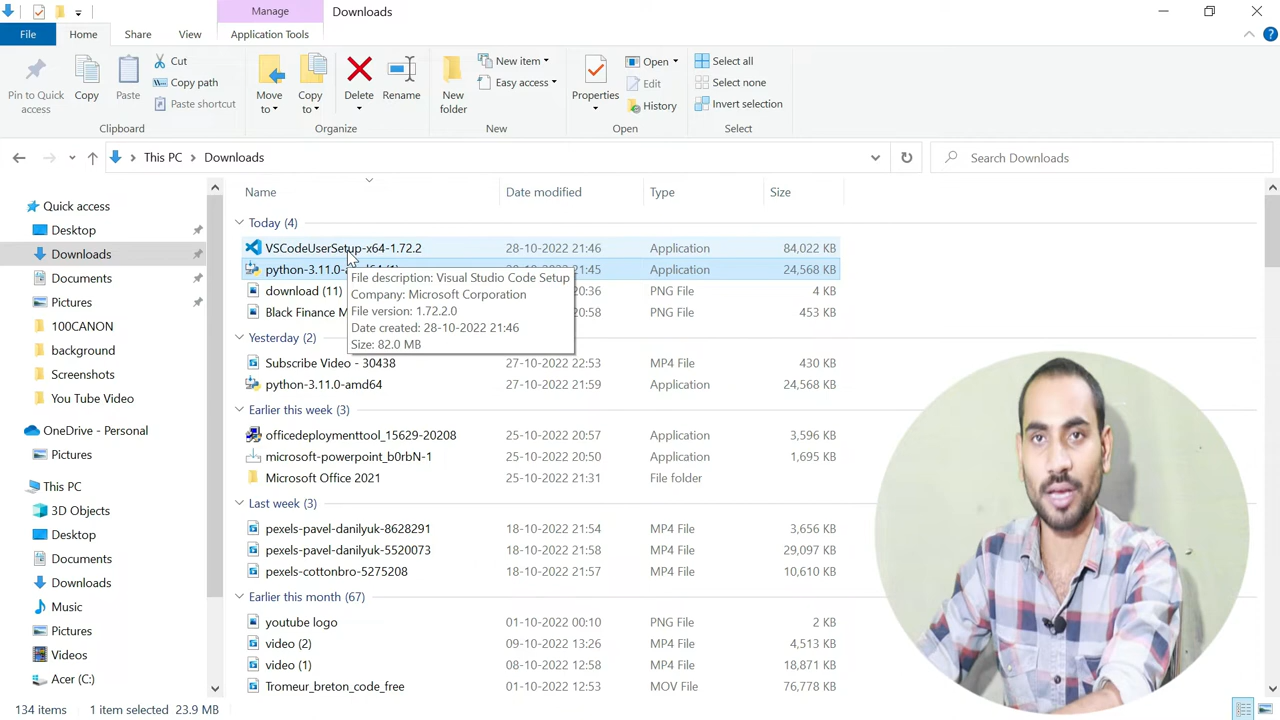 Manage
Downloads
File
Home
Share
View
Application Tools
Pin to Quick access
Copy
Paste
Cut
Copy path
Paste shortcut
Clipboard
Move to
Copy to
Delete
Rename
Organize
New folder
New item
Easy access
New
Properties
Open
Edit
History
Open
Select all
Select none
Invert selection
Select
This PC
Downloads
Search Downloads
Quick access
Desktop
Downloads
Documents
Pictures
100CANON
background
Screenshots
You Tube Video
OneDrive - Personal
Pictures
This PC
3D Objects
Desktop
Documents
Downloads
Music
Pictures
Videos
Acer (C:)
Name Date modified Type Size
Today (4)
VSCodeUserSetup-x64-1.72.2 28-10-2022 21:46 Application 84,022 KB
python-3.11.0- 21:45 Application 24,568 KB
download (11) 20:36 PNG File 4 KB
Black Finance 20:58 PNG File 453 KB
File description: Visual Studio Code Setup
Company: Microsoft Corporation
File version: 1.72.2.0
Date created: 28-10-2022 21:46
Size: 82.0 MB
Yesterday (2)
Subscribe Video - 30438 27-10-2022 22:53 MP4 File 430 KB
python-3.11.0-amd64 27-10-2022 21:59 Application 24,568 KB
Earlier this week (3)
officedeploymenttool_15629-20208 25-10-2022 20:57 Application 3,596 KB
microsoft-powerpoint_b0rbN-1 25-10-2022 20:50 Application 1,695 KB
Microsoft Office 2021 25-10-2022 21:31 File folder
Last week (3)
pexels-pavel-danilyuk-8628291 18-10-2022 21:54 MP4 File 3,656 KB
pexels-pavel-danilyuk-5520073 18-10-2022 21:58 MP4 File 29,097 KB
pexels-cottonbro-5275208 18-10-2022 21:57 MP4 File 10,610 KB
Earlier this month (67)
youtube logo 01-10-2022 00:10 PNG File 2 KB
video (2) 09-10-2022 13:26 MP4 File 4,513 KB
video (1) 08-10-2022 12:58 MP4 File 18,871 KB
Tromeur_breton_code_free 01-10-2022 12:53 MOV File 76,778 KB
134 items 1 item selected 23.9 MB